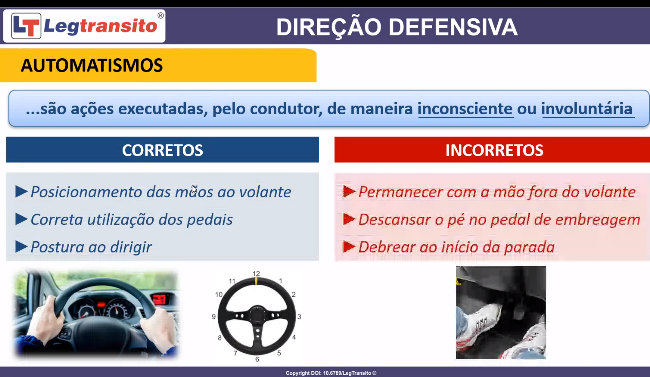 LT Legtransito®
DIREÇÃO DEFENSIVA
AUTOMATISMOS
...são ações executadas, pelo condutor, de maneira inconsciente ou involuntária
CORRETOS
►Posicionamento das mãos ao volante
►Correta utilização dos pedais
►Postura ao dirigir
INCORRETOS
►Permanecer com a mão fora do volante
►Descansar o pé no pedal de embreagem
►Debrear ao início da parada
12
11 1
10 2
9 3
8 4
7 5
6
Copyright DOI: 10.6789/LegTransito ©